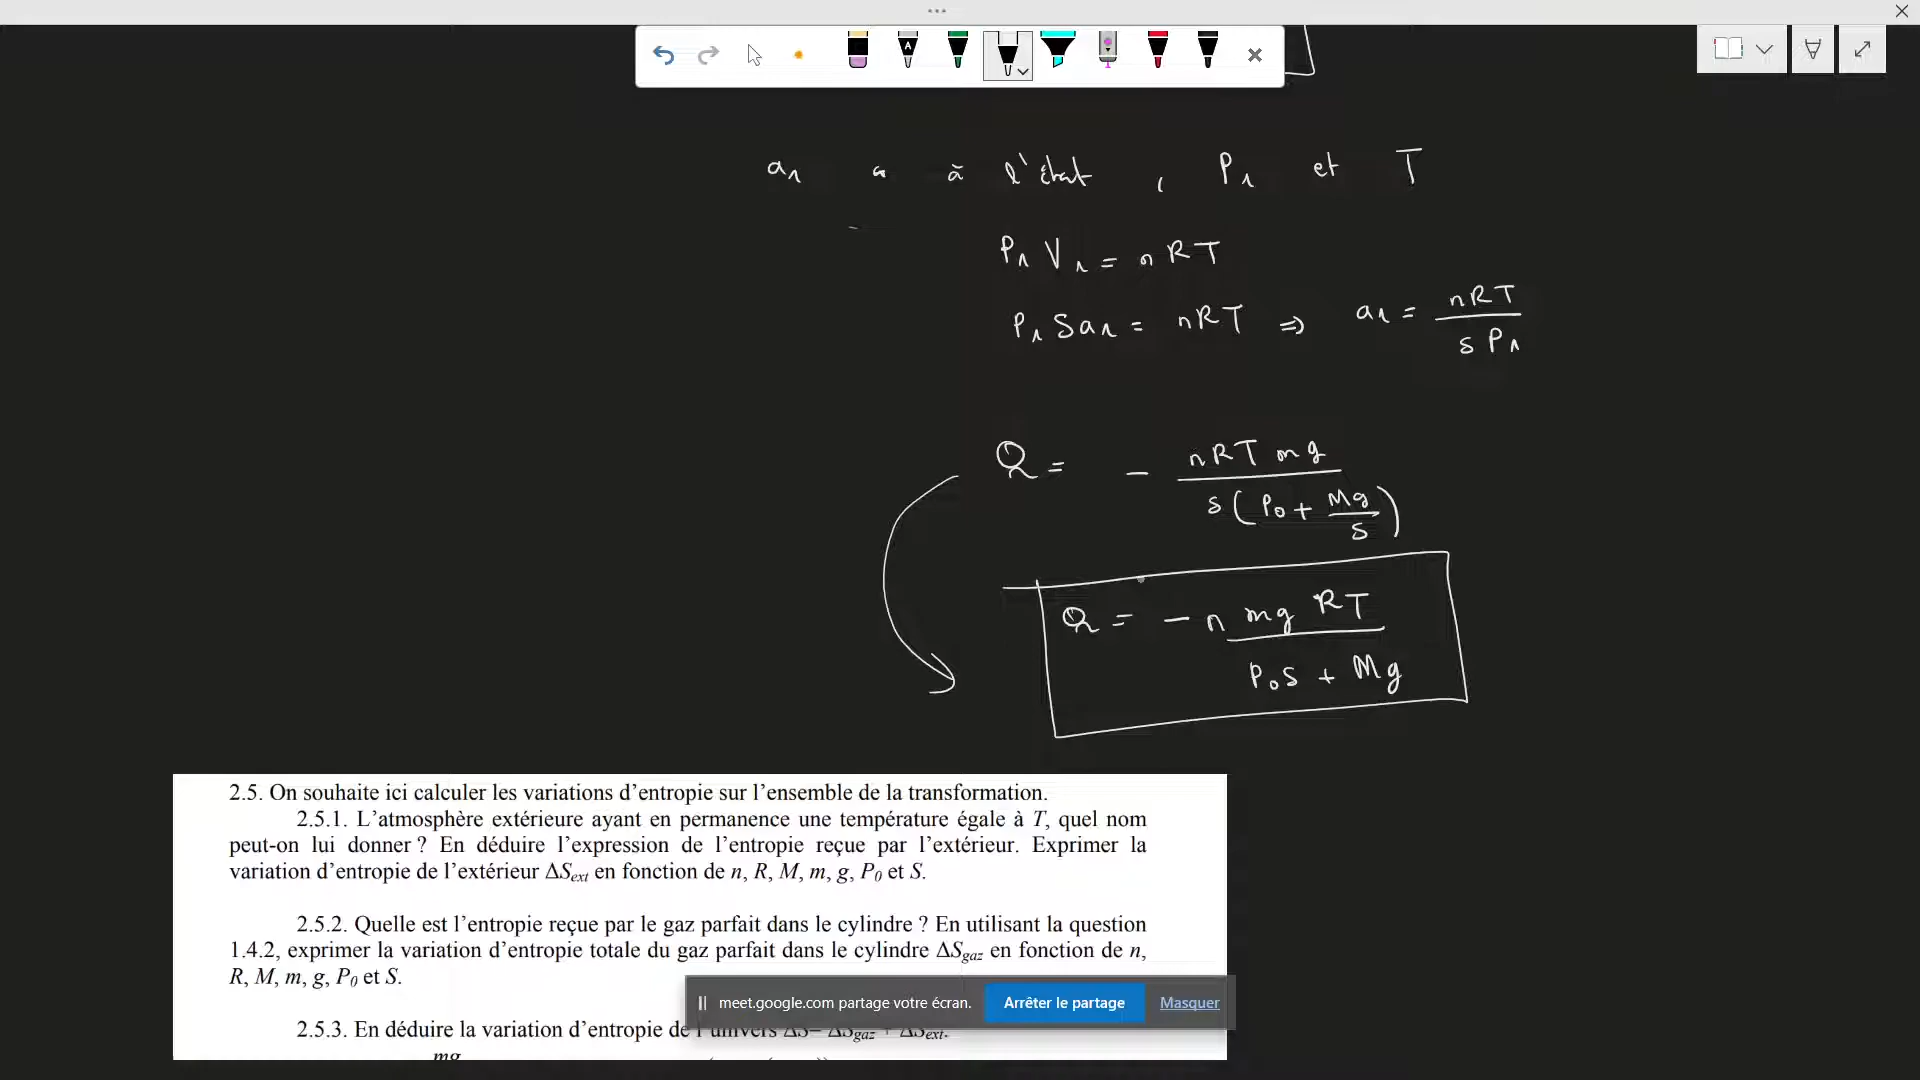 a₁ a à l'état , P₁ et T
P₁ V₁ = n R T
P₁ S a₁ = nRT ⇒ a₁ = nRT / S P₁
Q = - nRT mg / S ( P₀ + Mg / S )
Q = - n mg RT / P₀S + Mg
2.5. On souhaite ici calculer les variations d’entropie sur l’ensemble de la transformation.
2.5.1. L’atmosphère extérieure ayant en permanence une température égale à T, quel nom
peut-on lui donner ? En déduire l’expression de l’entropie reçue par l’extérieur. Exprimer la
variation d’entropie de l’extérieur ΔSext en fonction de n, R, M, m, g, P0 et S.
2.5.2. Quelle est l’entropie reçue par le gaz parfait dans le cylindre ? En utilisant la question
1.4.2, exprimer la variation d’entropie totale du gaz parfait dans le cylindre ΔSgaz en fonction de n,
R, M, m, g, P0 et S.
meet.google.com partage votre écran. Arrêter le partage Masquer
2.5.3. En déduire la variation d’entropie de l’univers ΔS= ΔSgaz + ΔSext.
mg